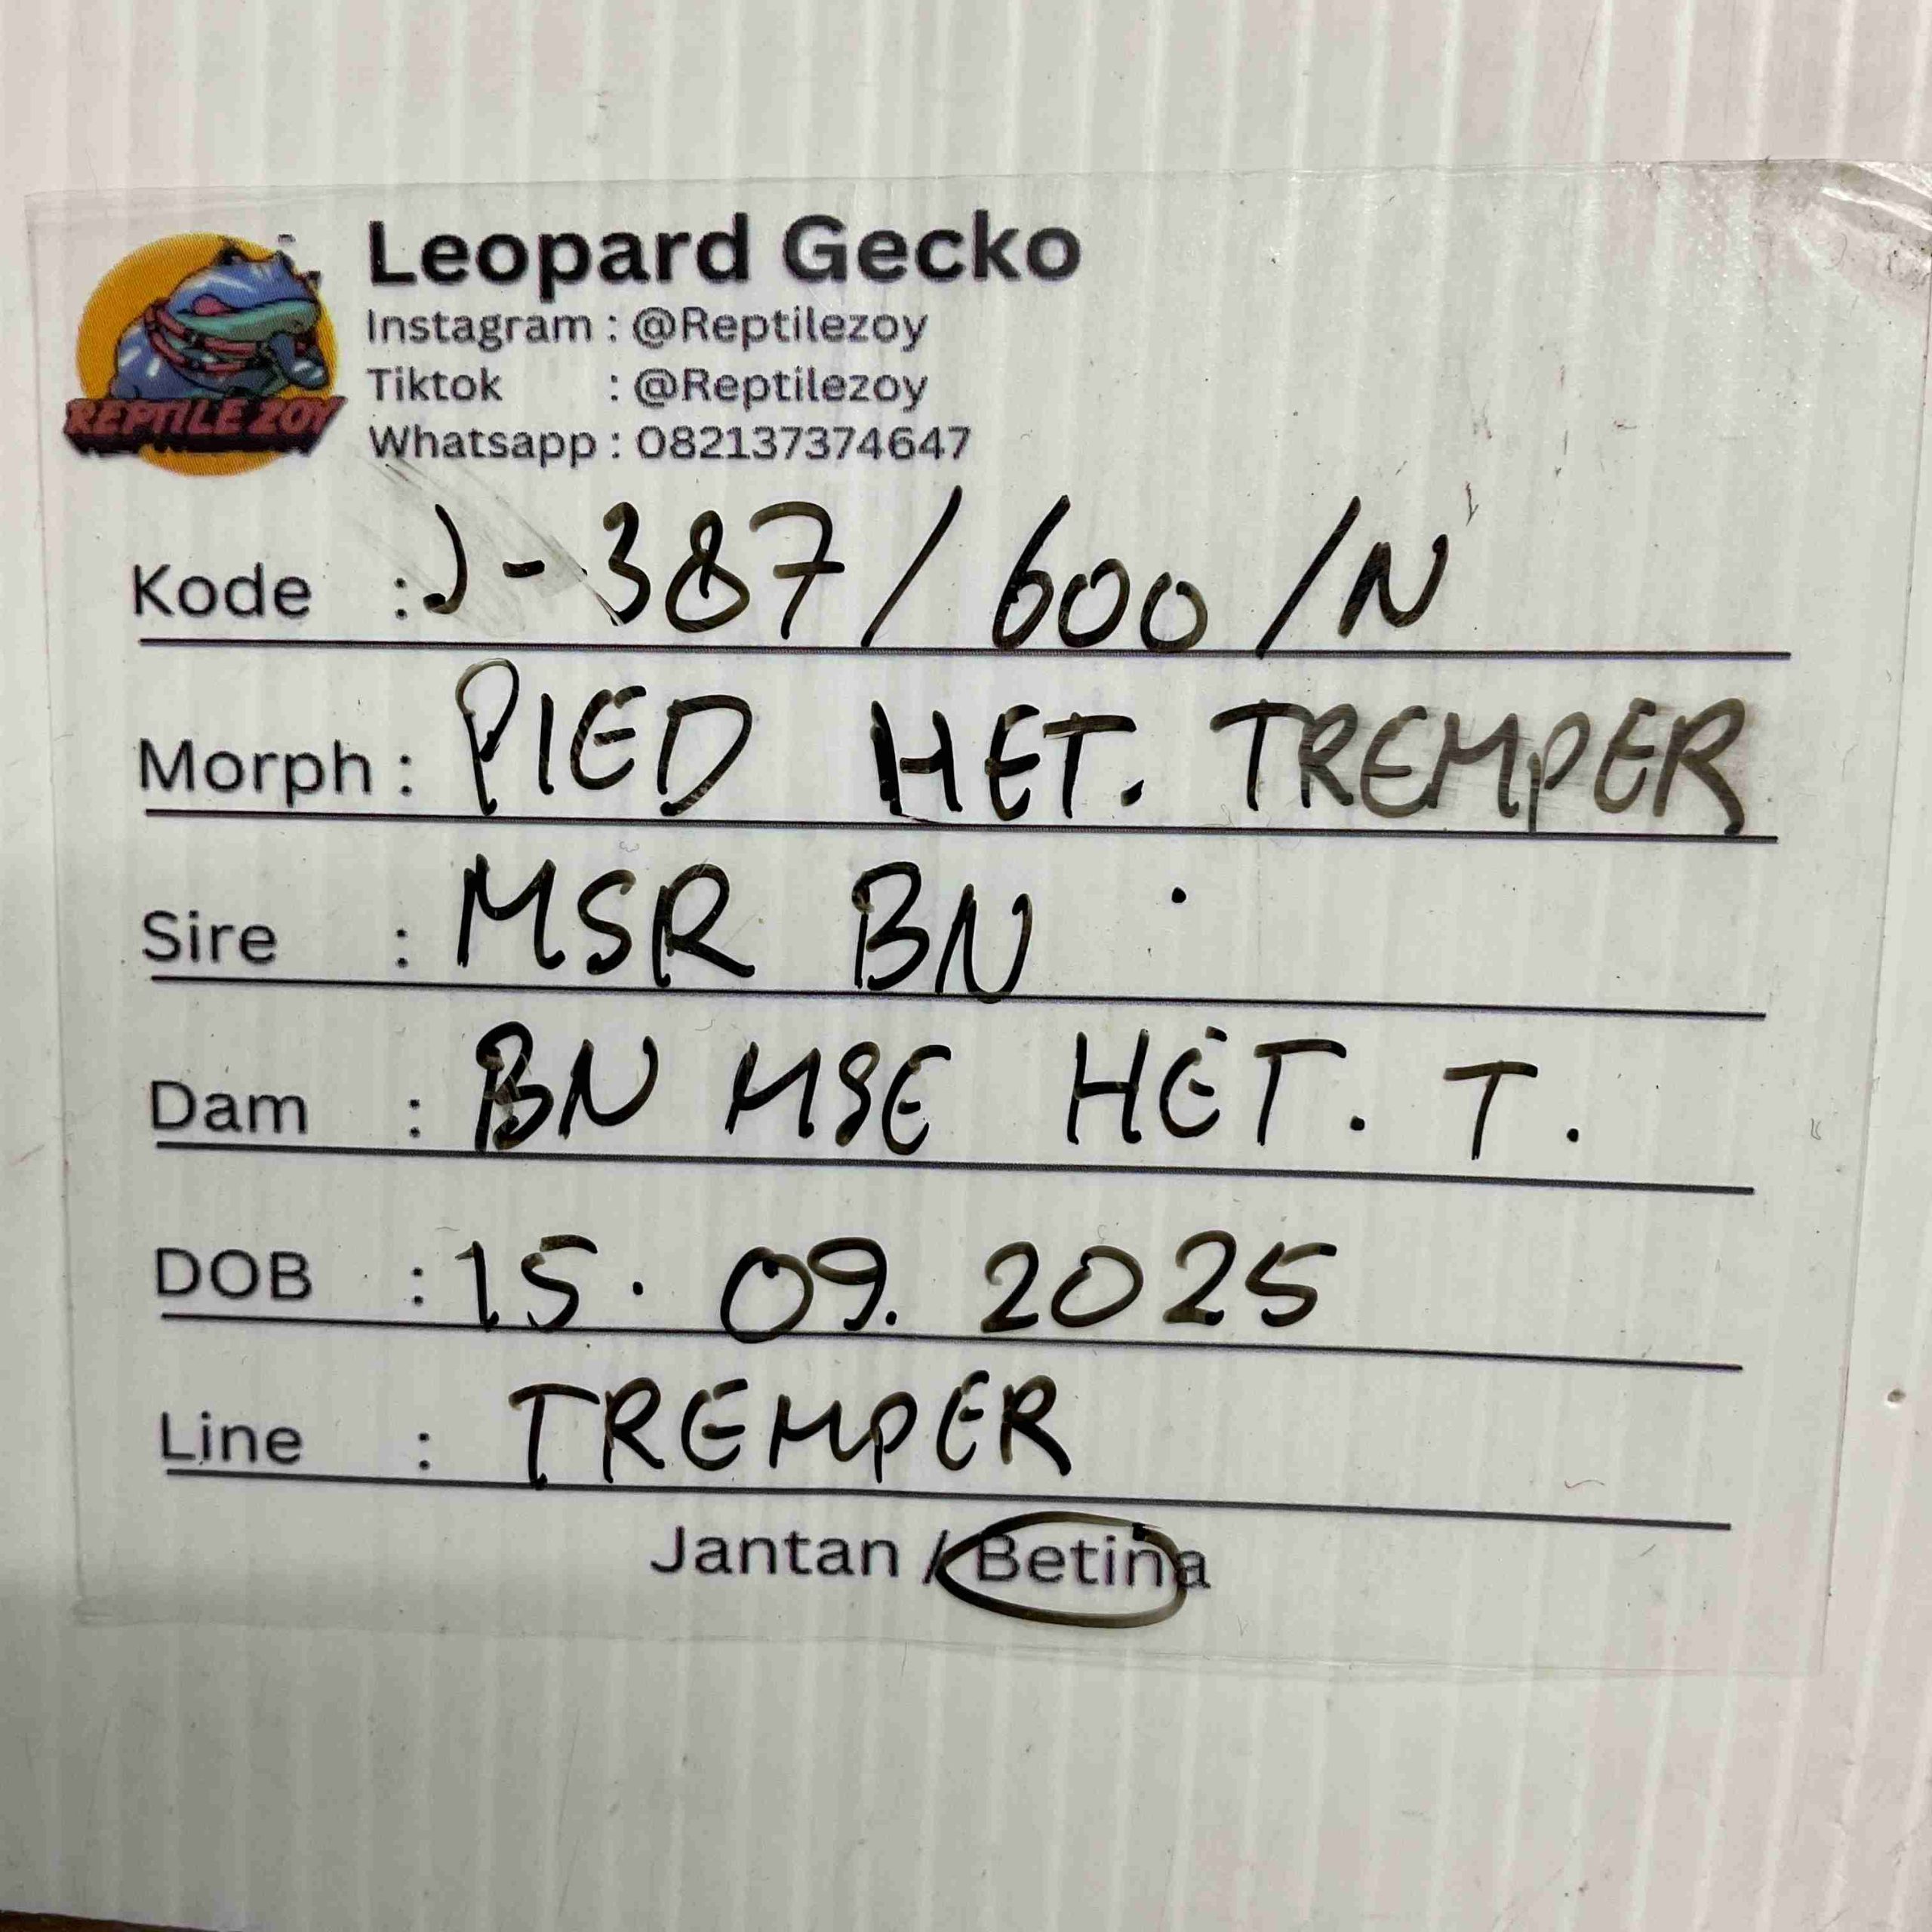 Leopard Gecko
Instagram : @Reptilezoy
Tiktok : @Reptilezoy
Whatsapp : 082137374647
REPTILE ZOY
Kode : J-387/600/N
Morph : PIED HET. TREMPER
Sire : MSR BN
Dam : BN MSE HET. T.
DOB : 15. 09. 2025
Line : TREMPER
Jantan / Betina